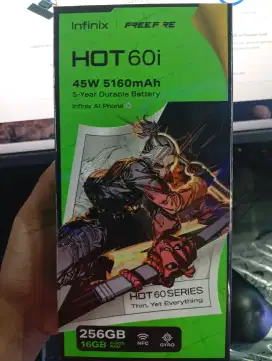 Infinix FREE FIRE
HOT 60i
45W 5160mAh
5-Year Durable Battery
Infinix AI Phone
HOT 60 SERIES
Thin, Yet Everything
256GB
16GB
NFC GYRO